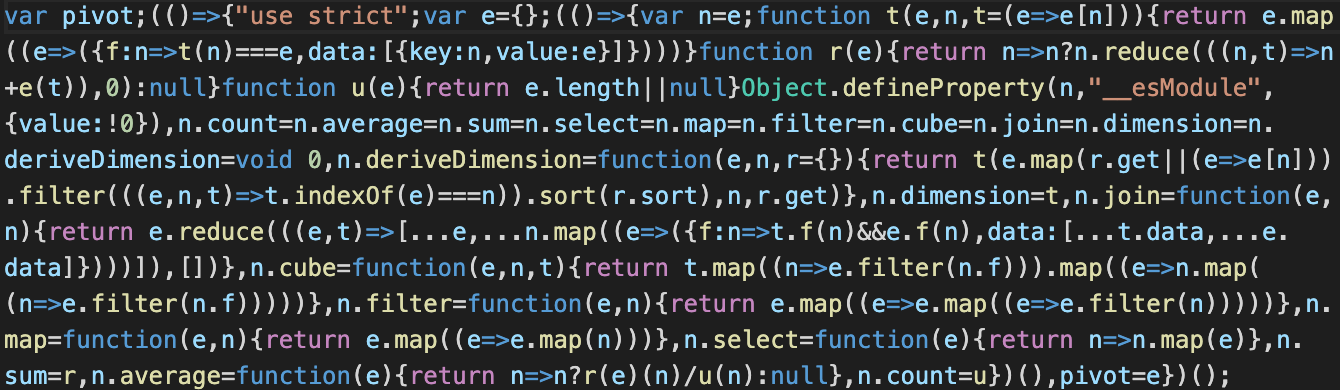 var pivot;(()=>{"use strict";var e={};(()=>{var n=e;function t(e,n,t=(e=>e[n])){return e.map
((e=>({f:n=>t(n)===e,data:[{key:n,value:e}]})))}function r(e){return n=>n?n.reduce(((n,t)=>n
+e(t)),0):null}function u(e){return e.length||null}Object.defineProperty(n,"__esModule",
{value:!0}),n.count=n.average=n.sum=n.select=n.map=n.filter=n.cube=n.join=n.dimension=n.
deriveDimension=void 0,n.deriveDimension=function(e,n,r={}){return t(e.map(r.get||(e=>e[n]))
.filter(((e,n,t)=>t.indexOf(e)===n)).sort(r.sort),n,r.get)},n.dimension=t,n.join=function(e,
n){return e.reduce(((e,t)=>[...e,...n.map((e=>({f:n=>t.f(n)&&e.f(n),data:[...t.data,...e.
data]})))]),[])},n.cube=function(e,n,t){return t.map((n=>e.filter(n.f))).map((e=>n.map(
(n=>e.filter(n.f)))))},n.filter=function(e,n){return e.map((e=>e.map((e=>e.filter(n)))))},n.
map=function(e,n){return e.map((e=>e.map(n)))},n.select=function(e){return n=>n.map(e)},n.
sum=r,n.average=function(e){return n=>n?r(e)(n)/u(n):null},n.count=u})(),pivot=e})();